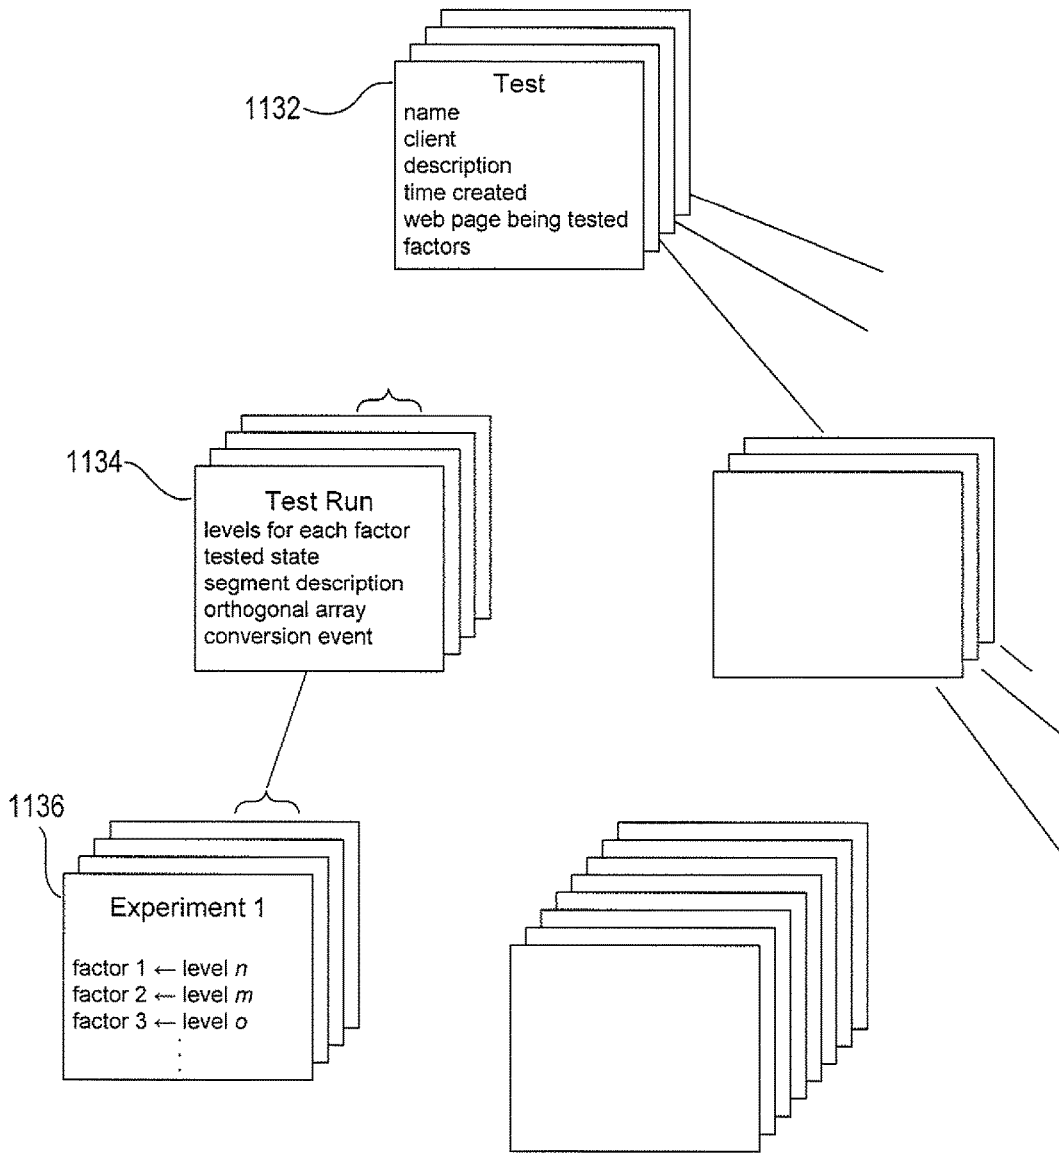 1132
Test
name
client
description
time created
web page being tested
factors
1134
Test Run
levels for each factor
tested state
segment description
orthogonal array
conversion event
1136
Experiment 1
factor 1 ← level n
factor 2 ← level m
factor 3 ← level o